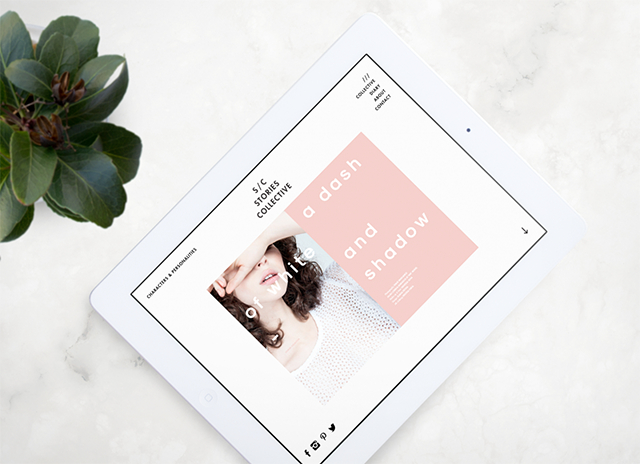 ///
COLLECTIVE
DIARY
ABOUT
CONTACT
S/C
STORIES
COLLECTIVE
a dash
of white
and
shadow
CHARACTERS & PERSONALITIES